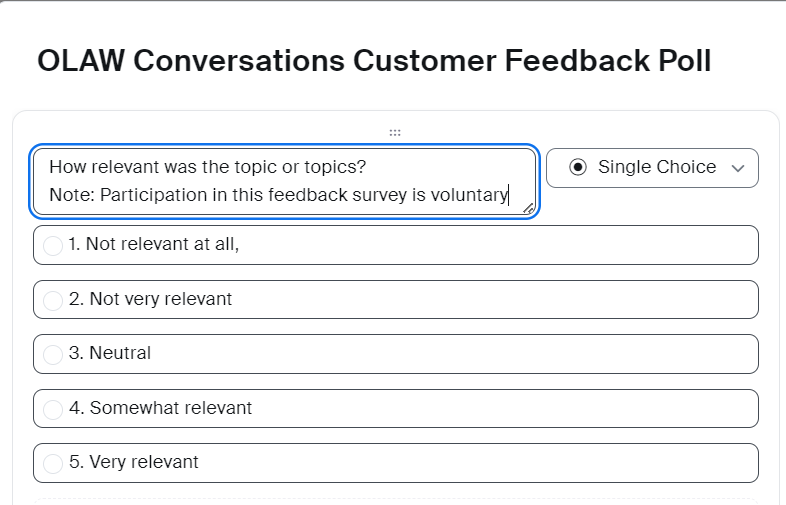 OLAW Conversations Customer Feedback Poll
How relevant was the topic or topics?
Single Choice
Note: Participation in this feedback survey is voluntary
1. Not relevant at all,
2. Not very relevant
3. Neutral
4. Somewhat relevant
5. Very relevant